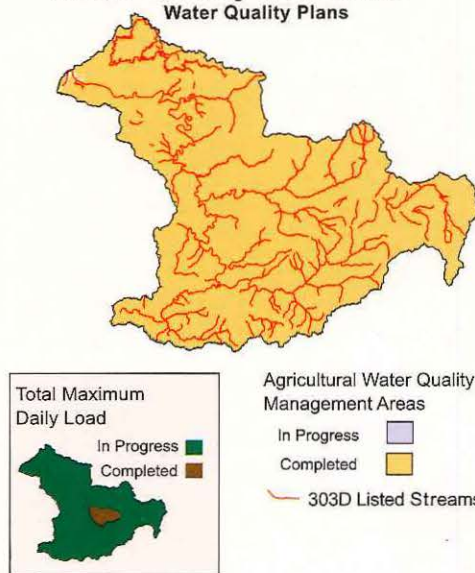 Water Quality Plans
Total Maximum
Daily Load
In Progress
Completed
Agricultural Water Quality
Management Areas
In Progress
Completed
303D Listed Streams